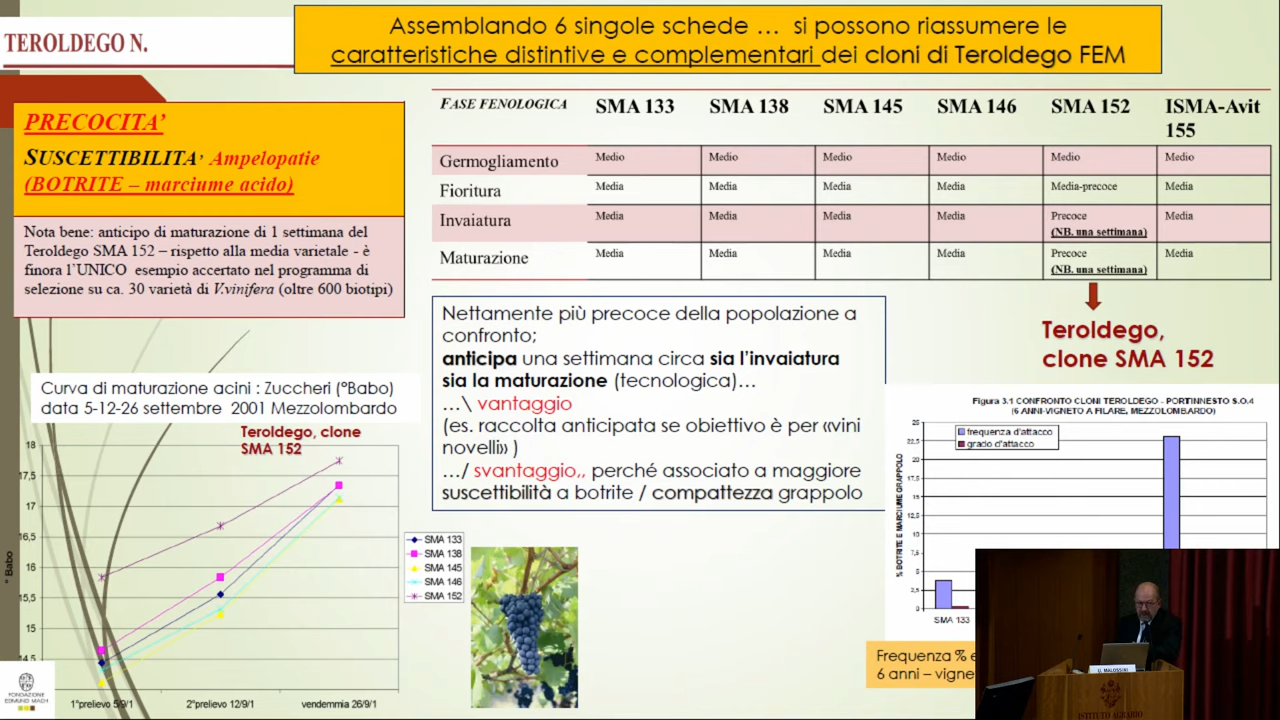 TEROLDEGO N.
Assemblando 6 singole schede … si possono riassumere le
caratteristiche distintive e complementari dei cloni di Teroldego FEM
PRECOCITA'
SUSCETTIBILITA' Ampelopatie
(BOTRITE – marciume acido)
Nota bene: anticipo di maturazione di 1 settimana del
Teroldego SMA 152 – rispetto alla media varietale - è
finora l'UNICO esempio accertato nel programma di
selezione su ca. 30 varietà di V.vinifera (oltre 600 biotipi)
FASE FENOLOGICA SMA 133 SMA 138 SMA 145 SMA 146 SMA 152 ISMA-Avit
155
Germogliamento Medio Medio Medio Medio Medio Medio
Fioritura Media Media Media Media Media-precoce Media
Invaiatura Media Media Media Media Precoce Media
(NB. una settimana)
Maturazione Media Media Media Media Precoce Media
(NB. una settimana)
Teroldego,
clone SMA 152
Nettamente più precoce della popolazione a
confronto;
anticipa una settimana circa sia l'invaiatura
sia la maturazione (tecnologica)…
…\ vantaggio
(es. raccolta anticipata se obiettivo è per «vini
novelli» )
…/ svantaggio,, perché associato a maggiore
suscettibilità a botrite / compattezza grappolo
Curva di maturazione acini : Zuccheri (°Babo)
data 5-12-26 settembre 2001 Mezzolombardo
Teroldego, clone
SMA 152
° Babo
18
17,5
17
16,5
16
15,5
15
14,5
1°prelievo 5/9/1 2°prelievo 12/9/1 vendemmia 26/9/1
SMA 133
SMA 138
SMA 145
SMA 146
SMA 152
Figura 3.1 CONFRONTO CLONI TEROLDEGO - PORTINNESTO S.O.4
(6 ANNI-VIGNETO A FILARE, MEZZOLOMBARDO)
frequenza d'attacco
grado d'attacco
% BOTRITE E MARCIUME GRAPPOLO
25
22,5
20
17,5
15
12,5
10
7,5
5
2,5
0
SMA 133
Frequenza %
6 anni – vigne
FONDAZIONE
EDMUND MACH
U. MALOSSINI
ISTITUTO AGRARIO